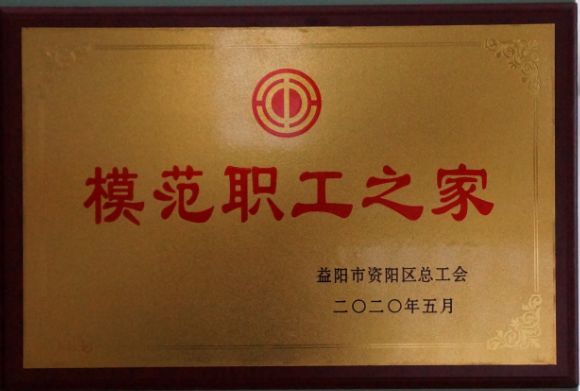 模范职工之家
益阳市资阳区总工会
二〇二〇年五月